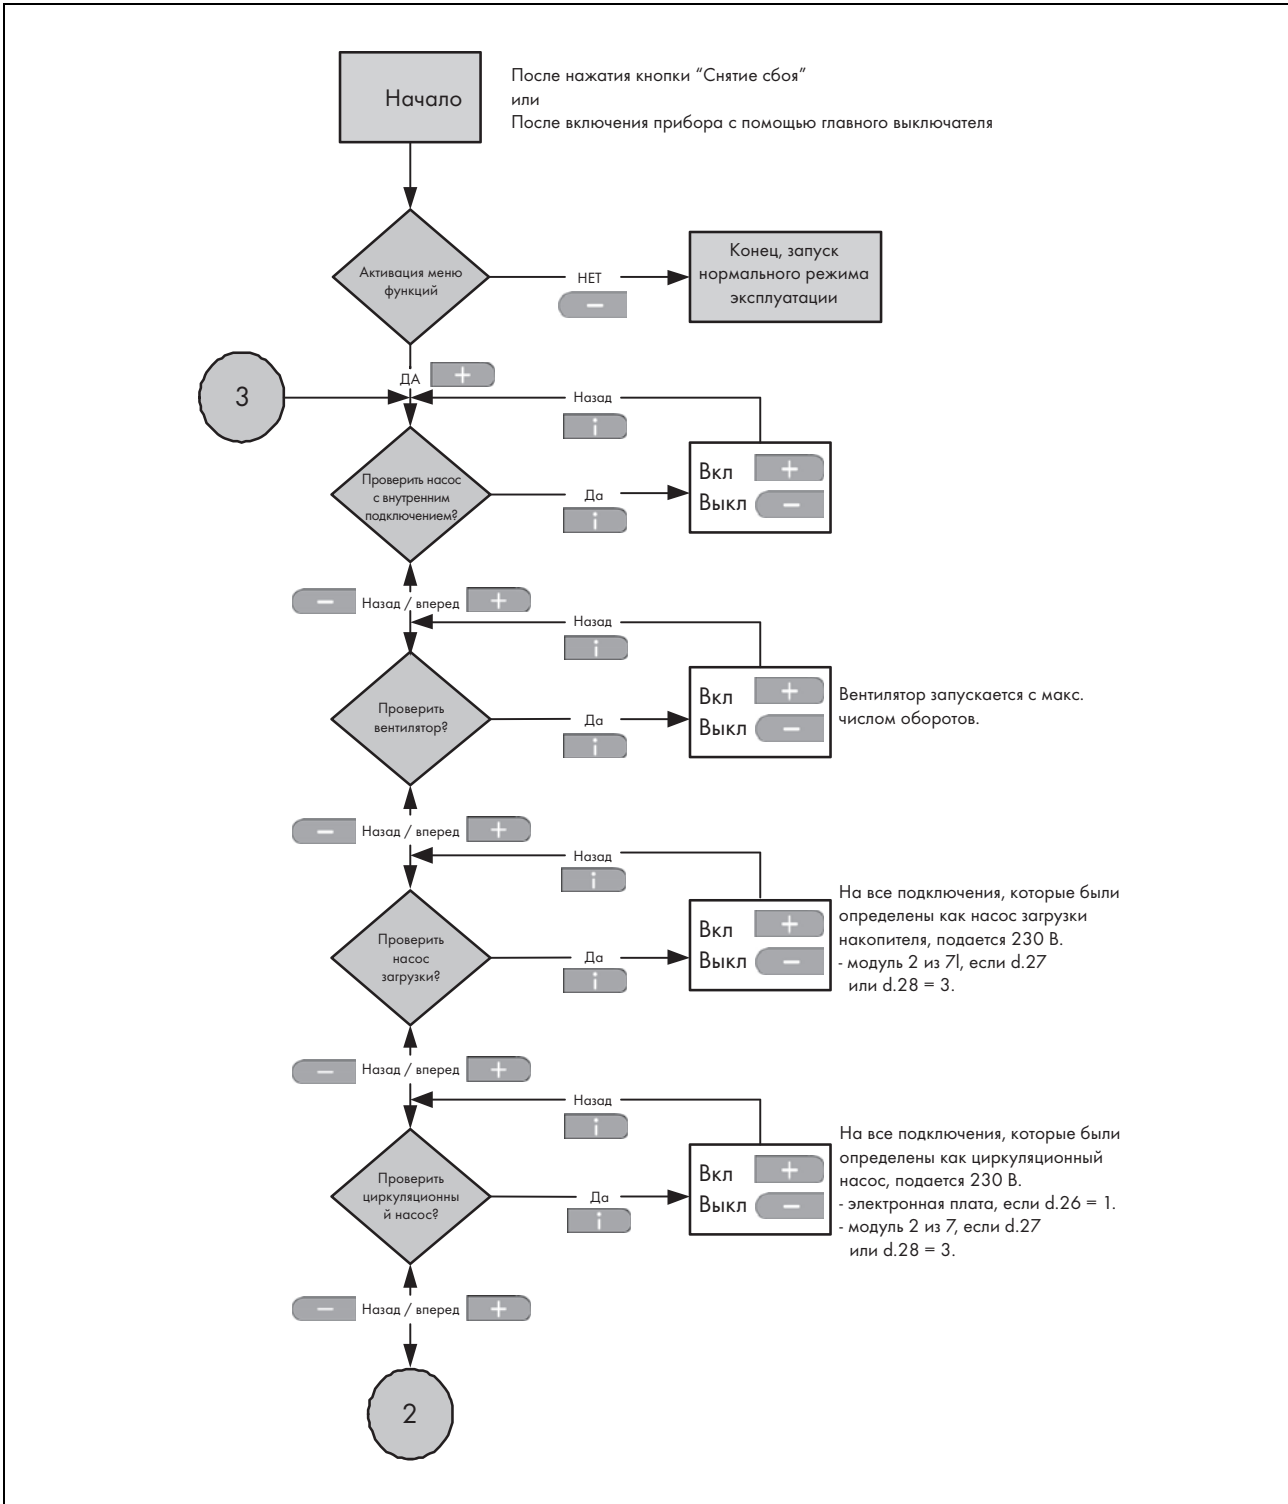 Начало
После нажатия кнопки “Снятие сбоя”
или
После включения прибора с помощью главного выключателя
Активация меню
функций
НЕТ
−
Конец, запуск
нормального режима
эксплуатации
ДА
+
3
Назад
i
Проверить насос
с внутренним
подключением?
Да
i
Вкл +
Выкл −
− Назад / вперед +
Назад
i
Проверить
вентилятор?
Да
i
Вкл +
Выкл −
Вентилятор запускается с макс.
числом оборотов.
− Назад / вперед +
Назад
i
Проверить
насос
загрузки?
Да
i
Вкл +
Выкл −
На все подключения, которые были
определены как насос загрузки
накопителя, подается 230 В.
- модуль 2 из 7l, если d.27
или d.28 = 3.
− Назад / вперед +
Назад
i
Проверить
циркуляционны
й насос?
Да
i
Вкл +
Выкл −
На все подключения, которые были
определены как циркуляционный
насос, подается 230 В.
- электронная плата, если d.26 = 1.
- модуль 2 из 7, если d.27
или d.28 = 3.
− Назад / вперед +
2